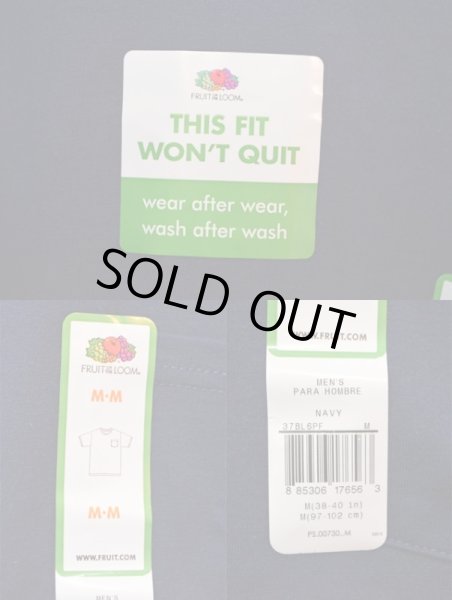 FRUIT OF THE LOOM®
THIS FIT
WON'T QUIT
wear after wear,
wash after wash
SOLD OUT
FRUIT OF THE LOOM®
M•M
M•M
WWW.FRUIT.COM
MEN'S
WWW.FRUIT.COM
MEN'S
PARA HOMBRE
NAVY
37BLSPF M
8 85306 17656 3
M(38-40 in)
M(97-102 cm)